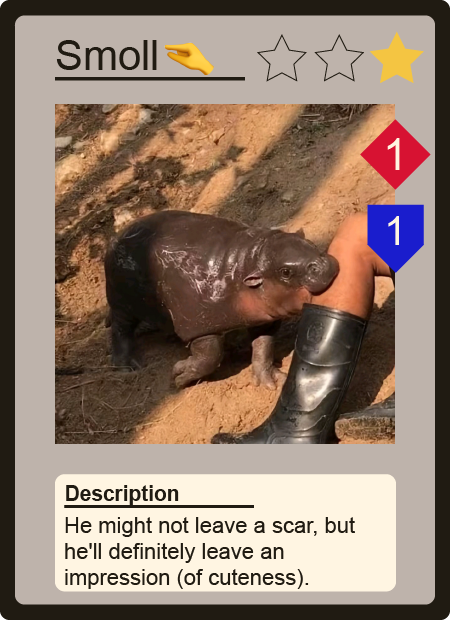 Smoll🤏
1
1
Description
He might not leave a scar, but
he'll definitely leave an
impression (of cuteness).